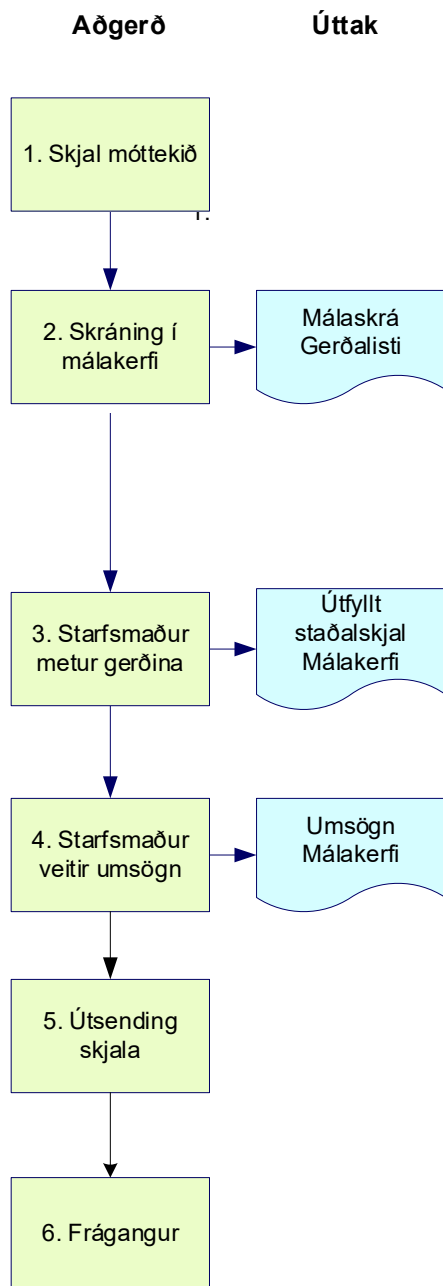 Aðgerð
Úttak
1. Skjal móttekið
1.
2. Skráning í
málakerfi
Málaskrá
Gerðalisti
3. Starfsmaður
metur gerðina
Útfyllt
staðalskjal
Málakerfi
4. Starfsmaður
veitir umsögn
Umsögn
Málakerfi
5. Útsending
skjala
6. Frágangur